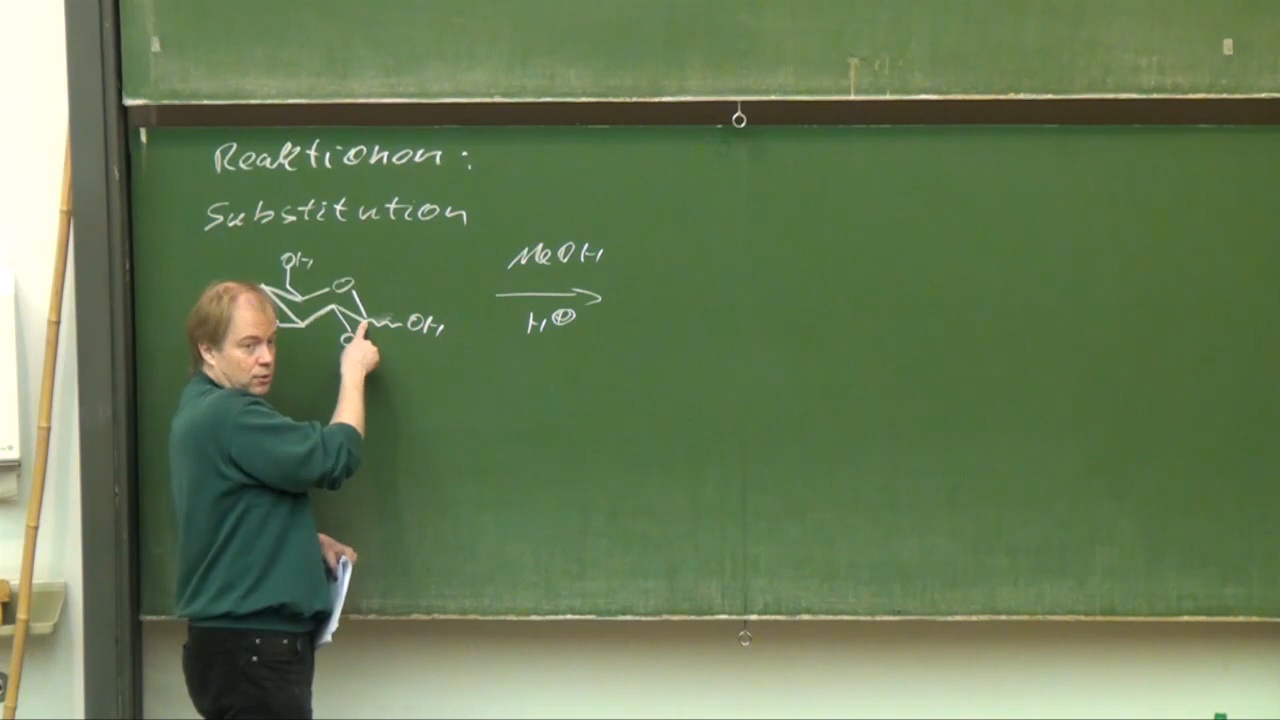 Reaktionen:
Substitution
OH
MeOH
O
OH
H⊕
O